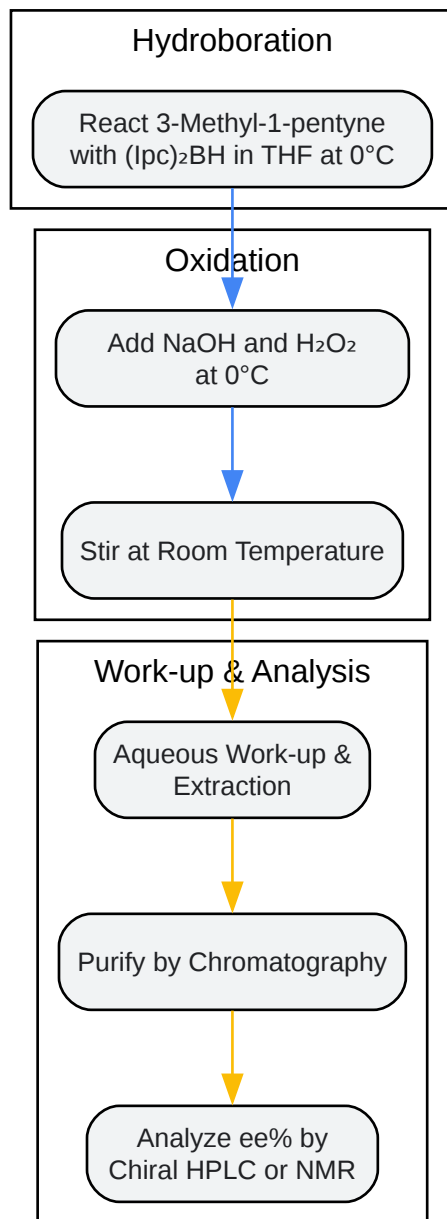 Hydroboration
React 3-Methyl-1-pentyne
with (Ipc)₂BH in THF at 0°C
Oxidation
Add NaOH and H₂O₂
at 0°C
Stir at Room Temperature
Work-up & Analysis
Aqueous Work-up &
Extraction
Purify by Chromatography
Analyze ee% by
Chiral HPLC or NMR